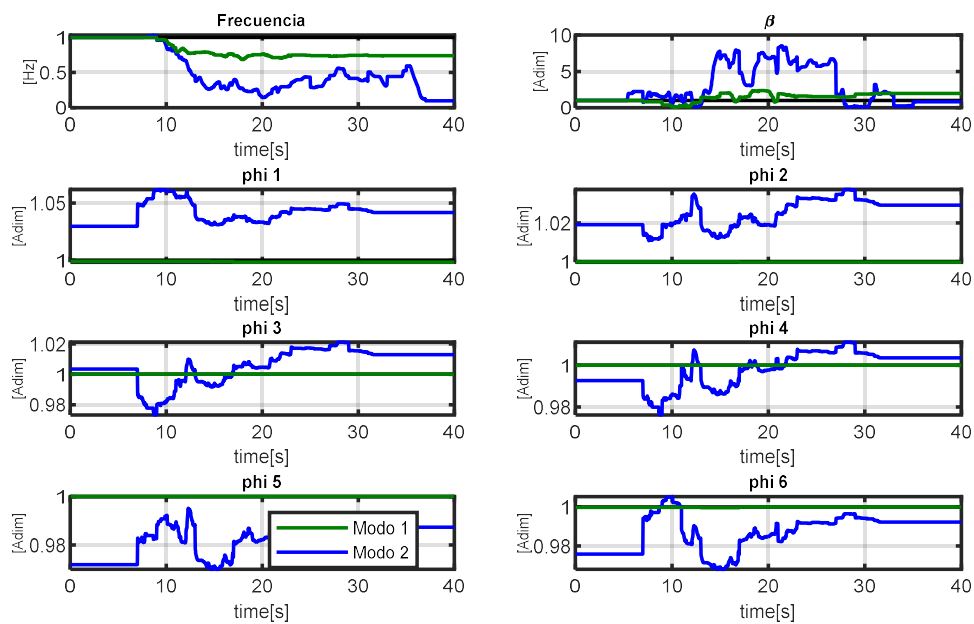 Frecuencia
1
0.5
0
[Hz]
0 10 20 30 40
time[s]
β
10
5
0
[Adim]
0 10 20 30 40
time[s]
phi 1
1.05
1
[Adim]
0 10 20 30 40
time[s]
phi 2
1.02
1
[Adim]
0 10 20 30 40
time[s]
phi 3
1.02
1
0.98
[Adim]
0 10 20 30 40
time[s]
phi 4
1
0.98
[Adim]
0 10 20 30 40
time[s]
phi 5
1
0.98
[Adim]
Modo 1
Modo 2
0 10 20 30 40
time[s]
phi 6
1
0.98
[Adim]
0 10 20 30 40
time[s]